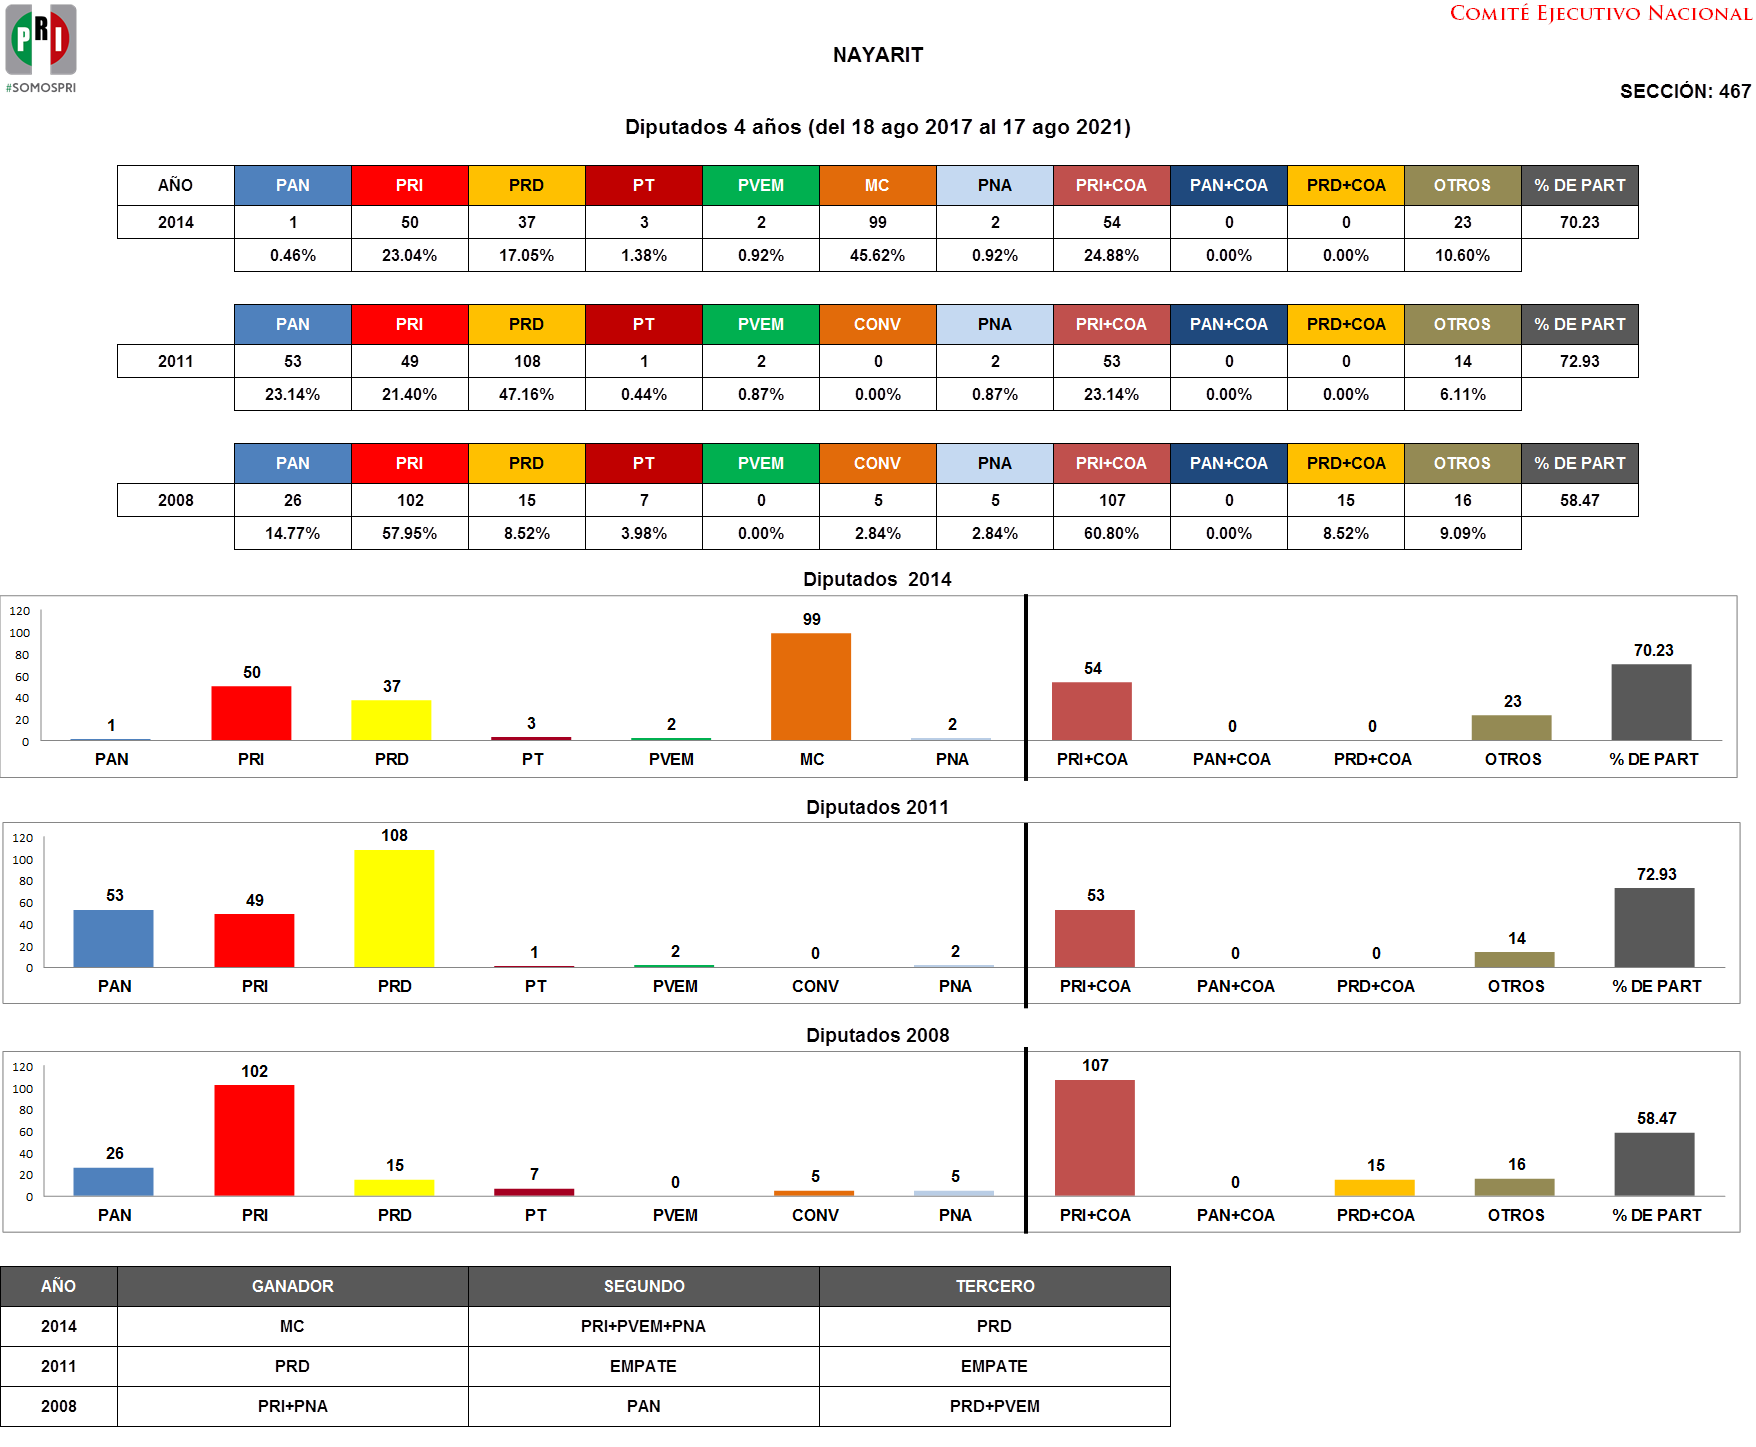 PRI
#SOMOSPRI
COMITÉ EJECUTIVO NACIONAL
NAYARIT
SECCIÓN: 467
Diputados 4 años (del 18 ago 2017 al 17 ago 2021)
AÑO PAN PRI PRD PT PVEM MC PNA PRI+COA PAN+COA PRD+COA OTROS % DE PART
2014 1 50 37 3 2 99 2 54 0 0 23 70.23
0.46% 23.04% 17.05% 1.38% 0.92% 45.62% 0.92% 24.88% 0.00% 0.00% 10.60%
PAN PRI PRD PT PVEM CONV PNA PRI+COA PAN+COA PRD+COA OTROS % DE PART
2011 53 49 108 1 2 0 2 53 0 0 14 72.93
23.14% 21.40% 47.16% 0.44% 0.87% 0.00% 0.87% 23.14% 0.00% 0.00% 6.11%
PAN PRI PRD PT PVEM CONV PNA PRI+COA PAN+COA PRD+COA OTROS % DE PART
2008 26 102 15 7 0 5 5 107 0 15 16 58.47
14.77% 57.95% 8.52% 3.98% 0.00% 2.84% 2.84% 60.80% 0.00% 8.52% 9.09%
Diputados 2014
120
100
80
60
40
20
0
1 50 37 3 2 99 2 54 0 0 23 70.23
PAN PRI PRD PT PVEM MC PNA PRI+COA PAN+COA PRD+COA OTROS % DE PART
Diputados 2011
120
100
80
60
40
20
0
53 49 108 1 2 0 2 53 0 0 14 72.93
PAN PRI PRD PT PVEM CONV PNA PRI+COA PAN+COA PRD+COA OTROS % DE PART
Diputados 2008
120
100
80
60
40
20
0
26 102 15 7 0 5 5 107 0 15 16 58.47
PAN PRI PRD PT PVEM CONV PNA PRI+COA PAN+COA PRD+COA OTROS % DE PART
AÑO GANADOR SEGUNDO TERCERO
2014 MC PRI+PVEM+PNA PRD
2011 PRD EMPATE EMPATE
2008 PRI+PNA PAN PRD+PVEM